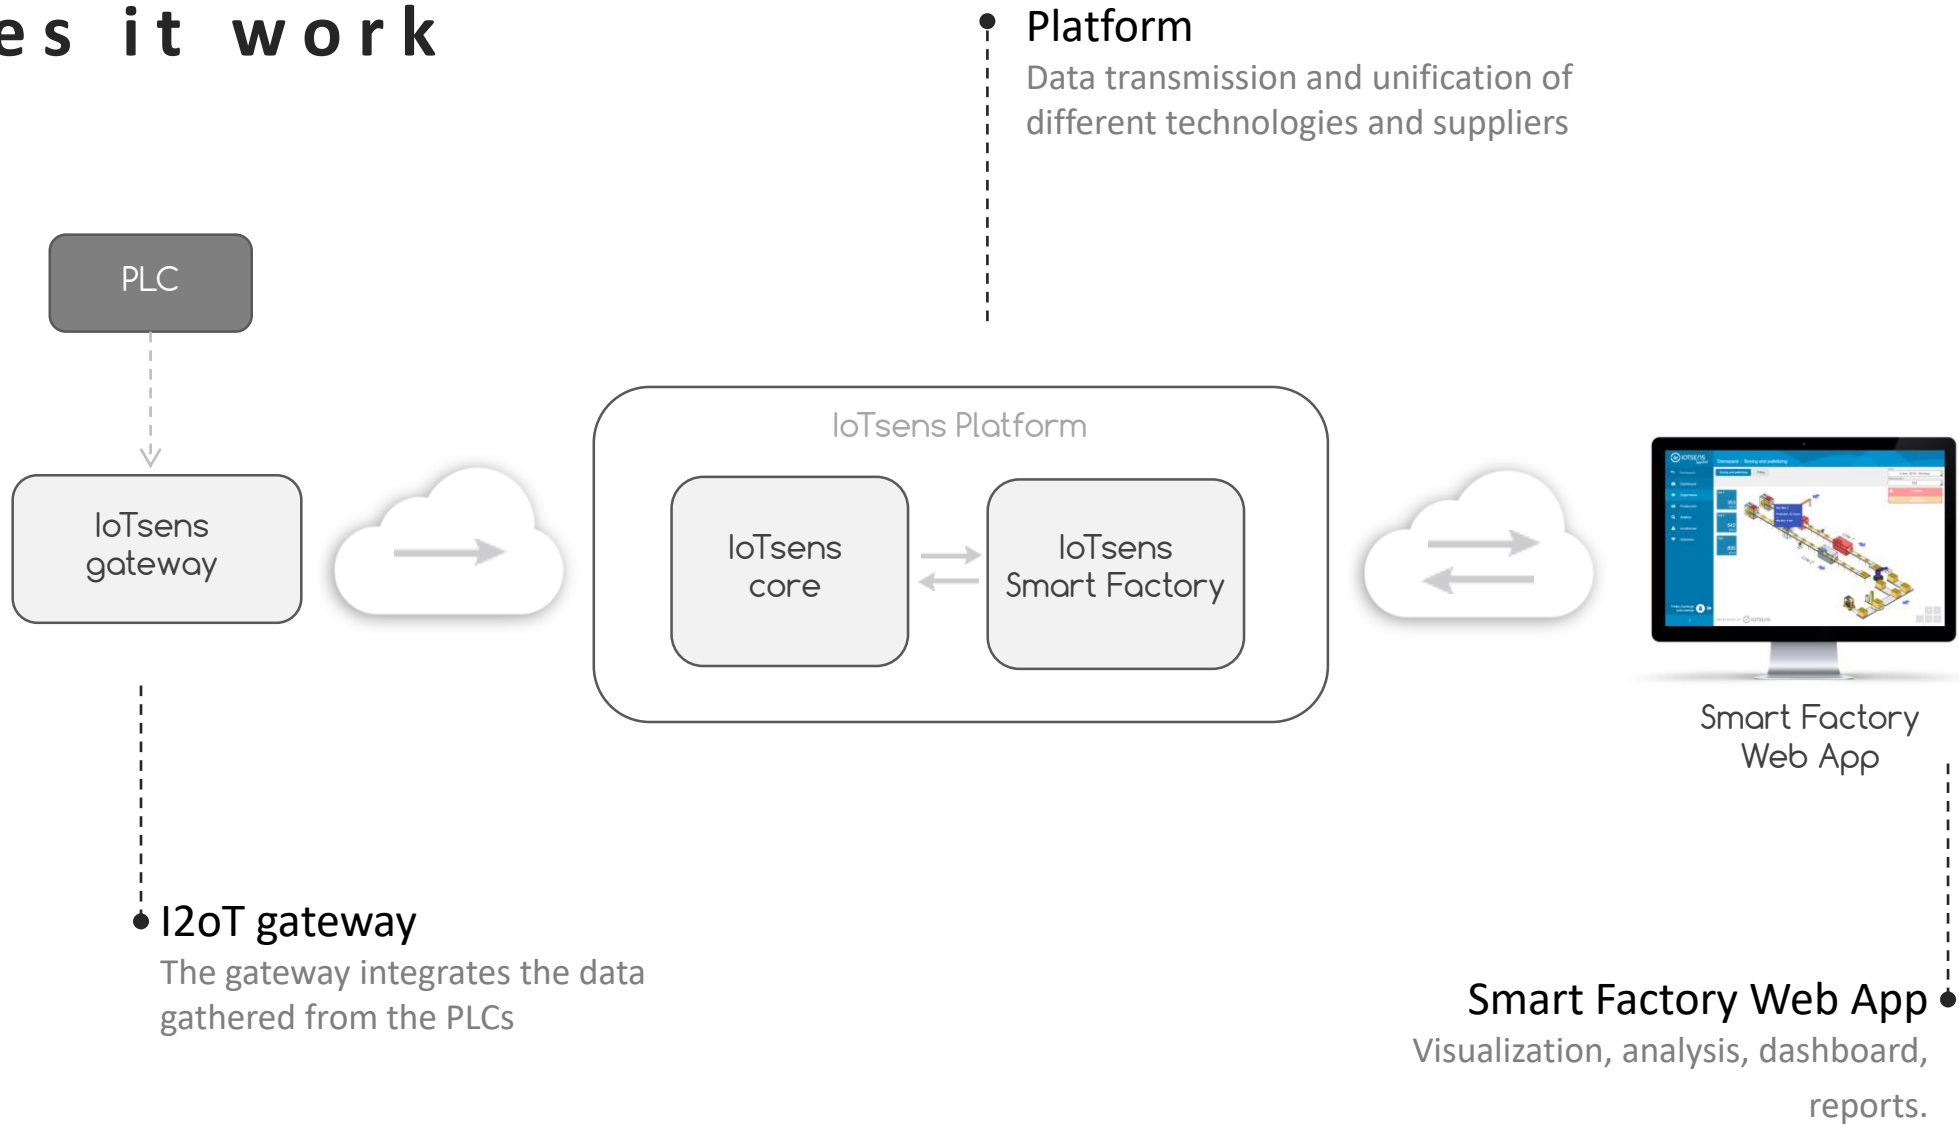 es it work
Platform
Data transmission and unification of
different technologies and suppliers
PLC
IoTsens Platform
IoTsens
gateway
IoTsens
core
IoTsens
Smart Factory
IOTSENS
Smart Factory
Web App
I2oT gateway
The gateway integrates the data
gathered from the PLCs
Smart Factory Web App
Visualization, analysis, dashboard,
reports.